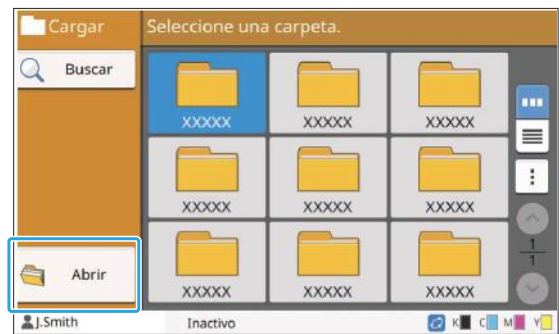 Cargar
Seleccione una carpeta.
Buscar
XXXXX XXXXX XXXXX
XXXXX XXXXX XXXXX
1
1
Abrir
XXXXX XXXXX XXXXX
J.Smith Inactivo K C M Y